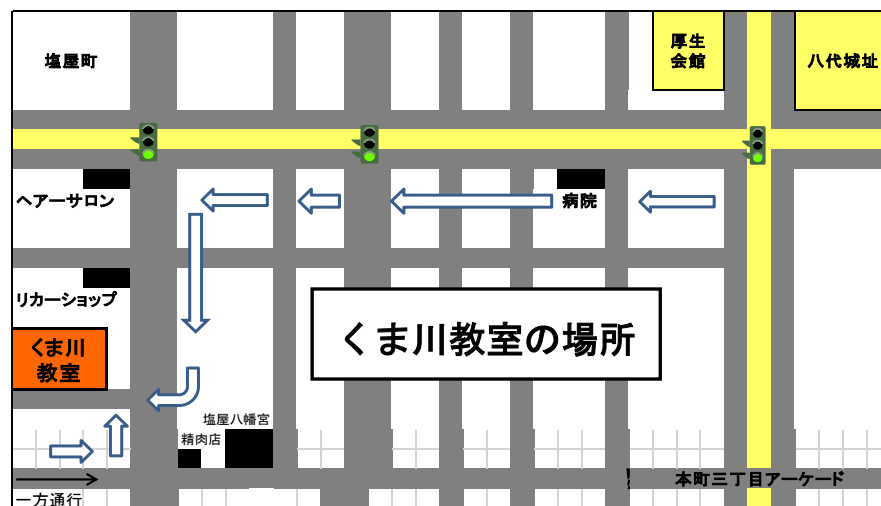 塩屋町
厚生
会館
八代城址
ヘアーサロン
病院
リカーショップ
くま川
教室
くま川教室の場所
塩屋八幡宮
精肉店
本町三丁目アーケード
一方通行